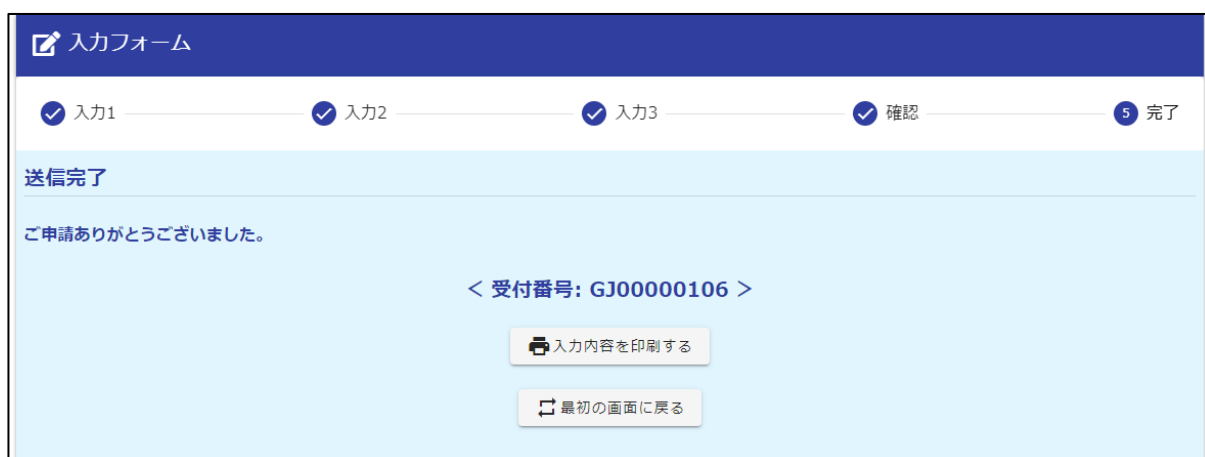 入力フォーム
入力1 入力2 入力3 確認 5 完了
送信完了
ご申請ありがとうございました。
＜ 受付番号: GJ00000106 ＞
入力内容を印刷する
最初の画面に戻る